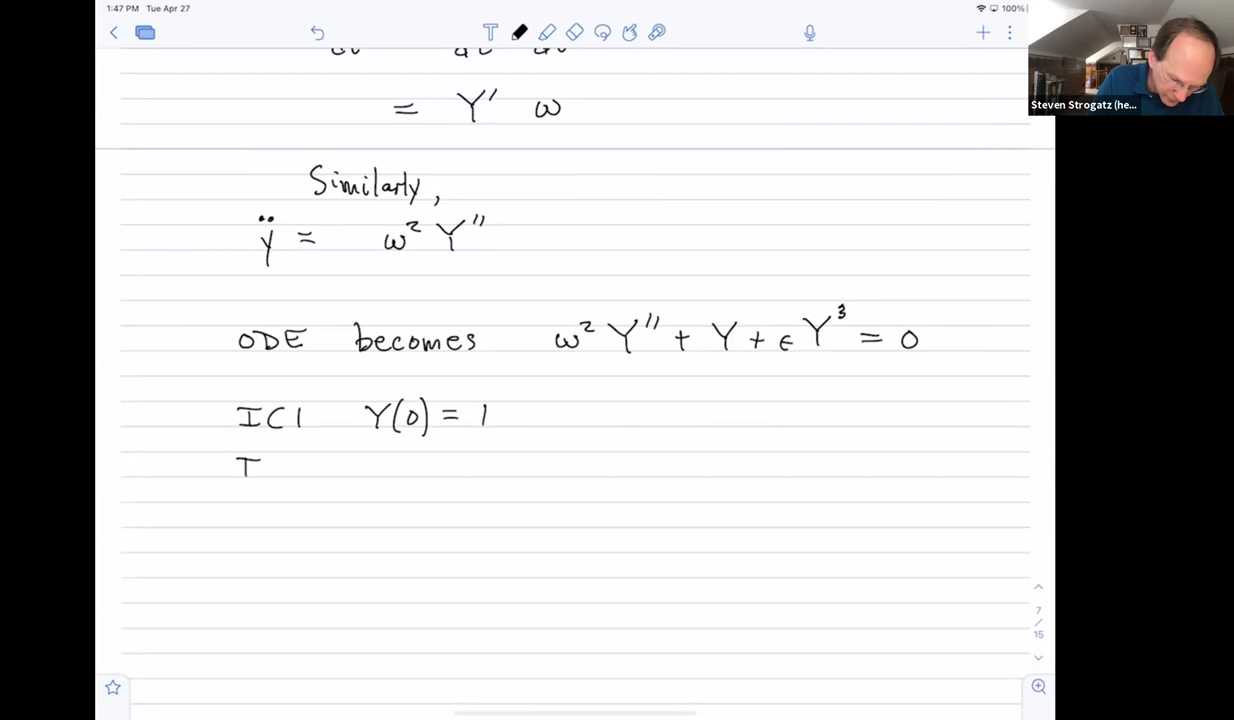 1:47 PM Tue Apr 27
100%
Steven Strogatz (he...
= Y' ω
Similarly,
ÿ = ω² Y''
ODE becomes ω² Y'' + Y + ϵ Y³ = 0
IC1 Y(0) = 1
7
/
15